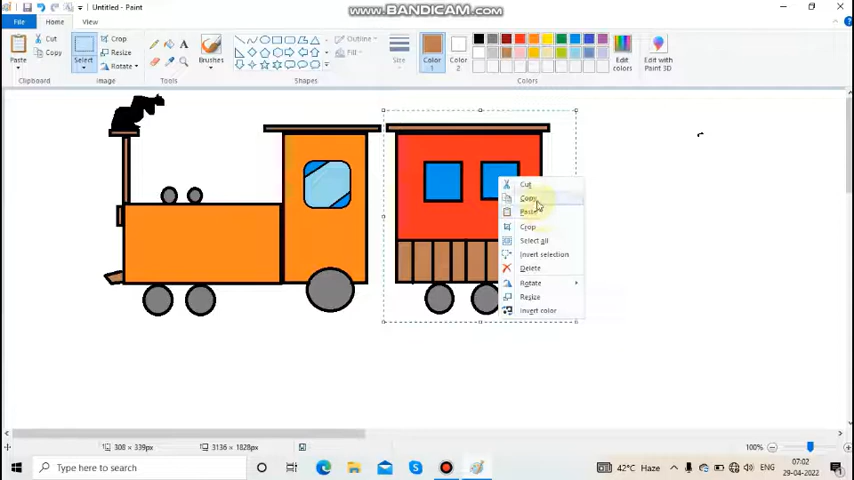 www.BANDICAM.com
Untitled - Paint
File
Home
View
Paste
Cut
Copy
Clipboard
Select
Crop
Resize
Rotate
Image
Tools
Brushes
Outline
Fill
Shapes
Size
Color
1
Color
2
Edit
colors
Colors
Edit with
Paint 3D
Cut
Copy
Paste
Crop
Select all
Invert selection
Delete
Rotate
Resize
Invert color
308 × 339px
3136 × 1828px
100%
Type here to search
42°C Haze
ENG
07:02
29-04-2022